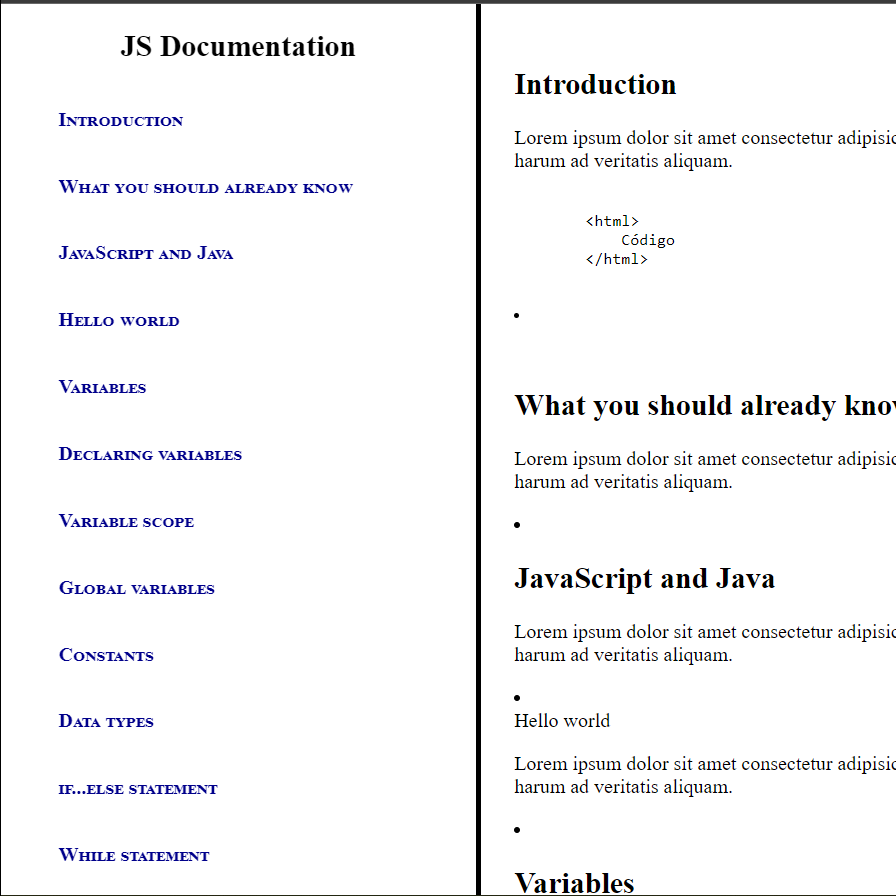 JS Documentation
Introduction
What you should already know
JavaScript and Java
Hello world
Variables
Declaring variables
Variable scope
Global variables
Constants
Data types
if...else statement
While statement
Introduction
Lorem ipsum dolor sit amet consectetur adipisic
harum ad veritatis aliquam.
<html>
Código
</html>
What you should already know
Lorem ipsum dolor sit amet consectetur adipisic
harum ad veritatis aliquam.
JavaScript and Java
Lorem ipsum dolor sit amet consectetur adipisic
harum ad veritatis aliquam.
Hello world
Lorem ipsum dolor sit amet consectetur adipisic
harum ad veritatis aliquam.
Variables